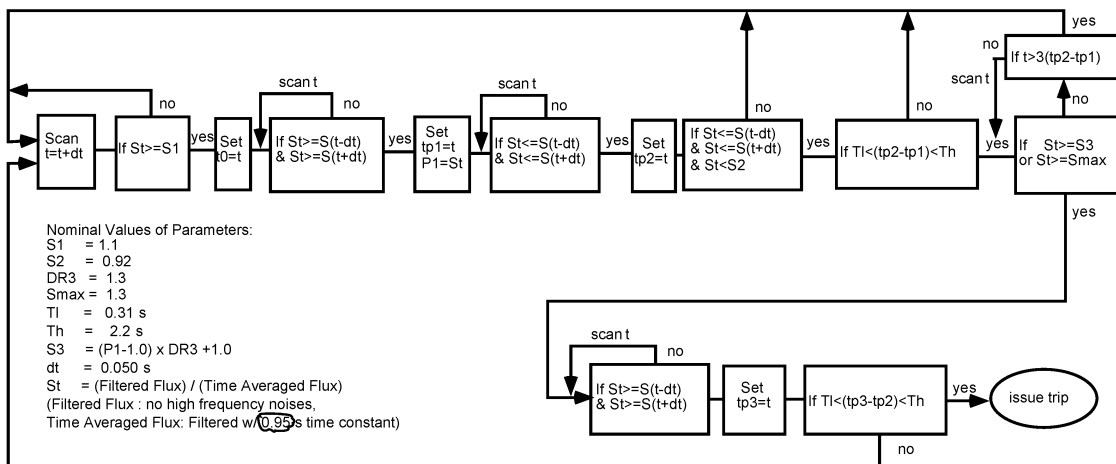 yes
no
If t>3(tp2-tp1)
scan t
scan t
scan t
no
no
no
no
no
no
Scan
t=t+dt
If St>=S1
yes
Set
t0=t
If St>=S(t-dt)
& St>=S(t+dt)
yes
Set
tp1=t
P1=St
If St<=S(t-dt)
& St<=S(t+dt)
yes
Set
tp2=t
If St<=S(t-dt)
& St<=S(t+dt)
& St<S2
yes
If Tl<(tp2-tp1)<Th
yes
If St>=S3
or St>=Smax
yes
Nominal Values of Parameters:
S1 = 1.1
S2 = 0.92
DR3 = 1.3
Smax = 1.3
Tl = 0.31 s
Th = 2.2 s
S3 = (P1-1.0) x DR3 +1.0
dt = 0.050 s
St = (Filtered Flux) / (Time Averaged Flux)
(Filtered Flux : no high frequency noises,
Time Averaged Flux: Filtered w/ 0.95s time constant)
scan t
no
If St>=S(t-dt)
& St>=S(t+dt)
Set
tp3=t
If Tl<(tp3-tp2)<Th
yes
issue trip
no